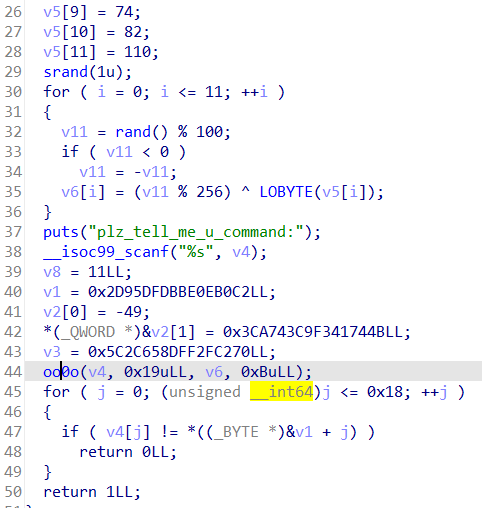 26 v5[9] = 74;
27 v5[10] = 82;
28 v5[11] = 110;
29 srand(1u);
30 for ( i = 0; i <= 11; ++i )
31 {
32 v11 = rand() % 100;
33 if ( v11 < 0 )
34 v11 = -v11;
35 v6[i] = (v11 % 256) ^ LOBYTE(v5[i]);
36 }
37 puts("plz_tell_me_u_command:");
38 __isoc99_scanf("%s", v4);
39 v8 = 11LL;
40 v1 = 0x2D95DFDBBE0EB0C2LL;
41 v2[0] = -49;
42 *(_QWORD *)&v2[1] = 0x3CA743C9F341744BLL;
43 v3 = 0x5C2C658DFF2FC270LL;
44 oo0o(v4, 0x19uLL, v6, 0xBuLL);
45 for ( j = 0; (unsigned __int64)j <= 0x18; ++j )
46 {
47 if ( v4[j] != *((_BYTE *)&v1 + j) )
48 return 0LL;
49 }
50 return 1LL;